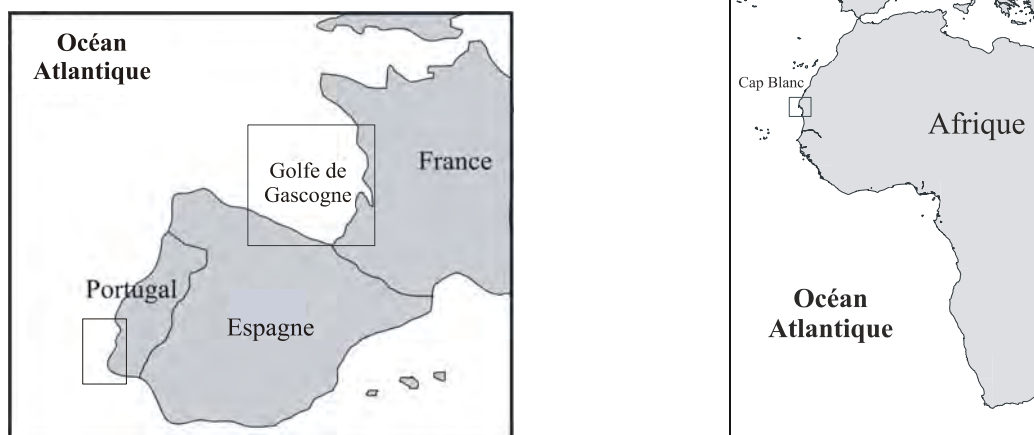 Océan
Atlantique
France
Golfe de
Gascogne
Portugal
Espagne
Cap Blanc
Afrique
Océan
Atlantique